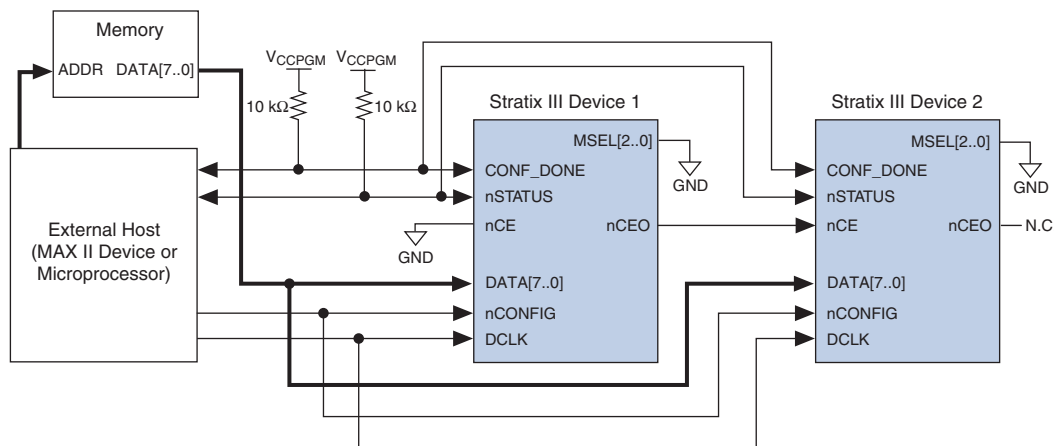 Memory
ADDR DATA[7..0]
VCCPGM VCCPGM
10 kΩ 10 kΩ
Stratix III Device 1
Stratix III Device 2
MSEL[2..0]
GND
CONF_DONE
nSTATUS
nCE
nCEO
GND
DATA[7..0]
nCONFIG
DCLK
MSEL[2..0]
GND
CONF_DONE
nSTATUS
nCE
nCEO
N.C
DATA[7..0]
nCONFIG
DCLK
External Host
(MAX II Device or
Microprocessor)